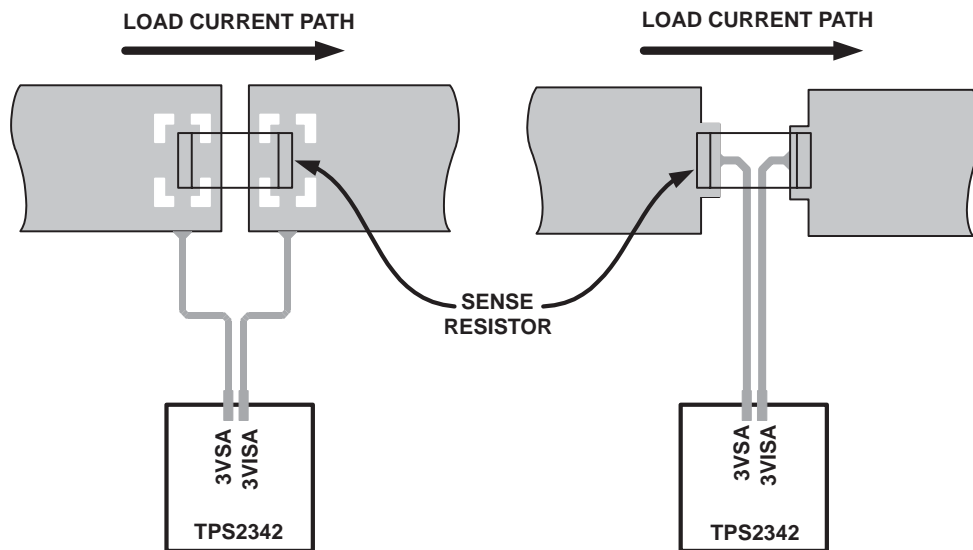 LOAD CURRENT PATH
LOAD CURRENT PATH
SENSE
RESISTOR
3VSA
3VISA
TPS2342
3VSA
3VISA
TPS2342